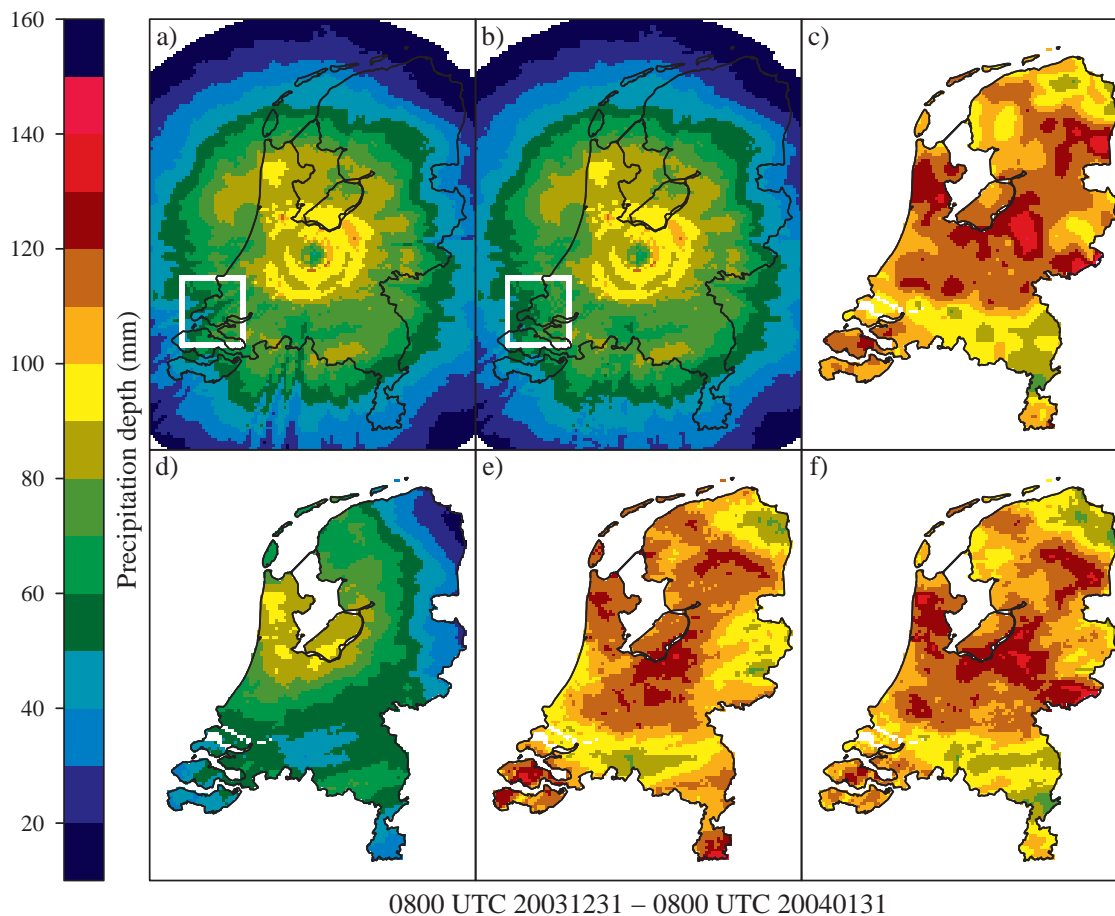 160
140
120
100
80
60
40
20
Precipitation depth (mm)
a)
b)
c)
d)
e)
f)
0800 UTC 20031231 – 0800 UTC 20040131